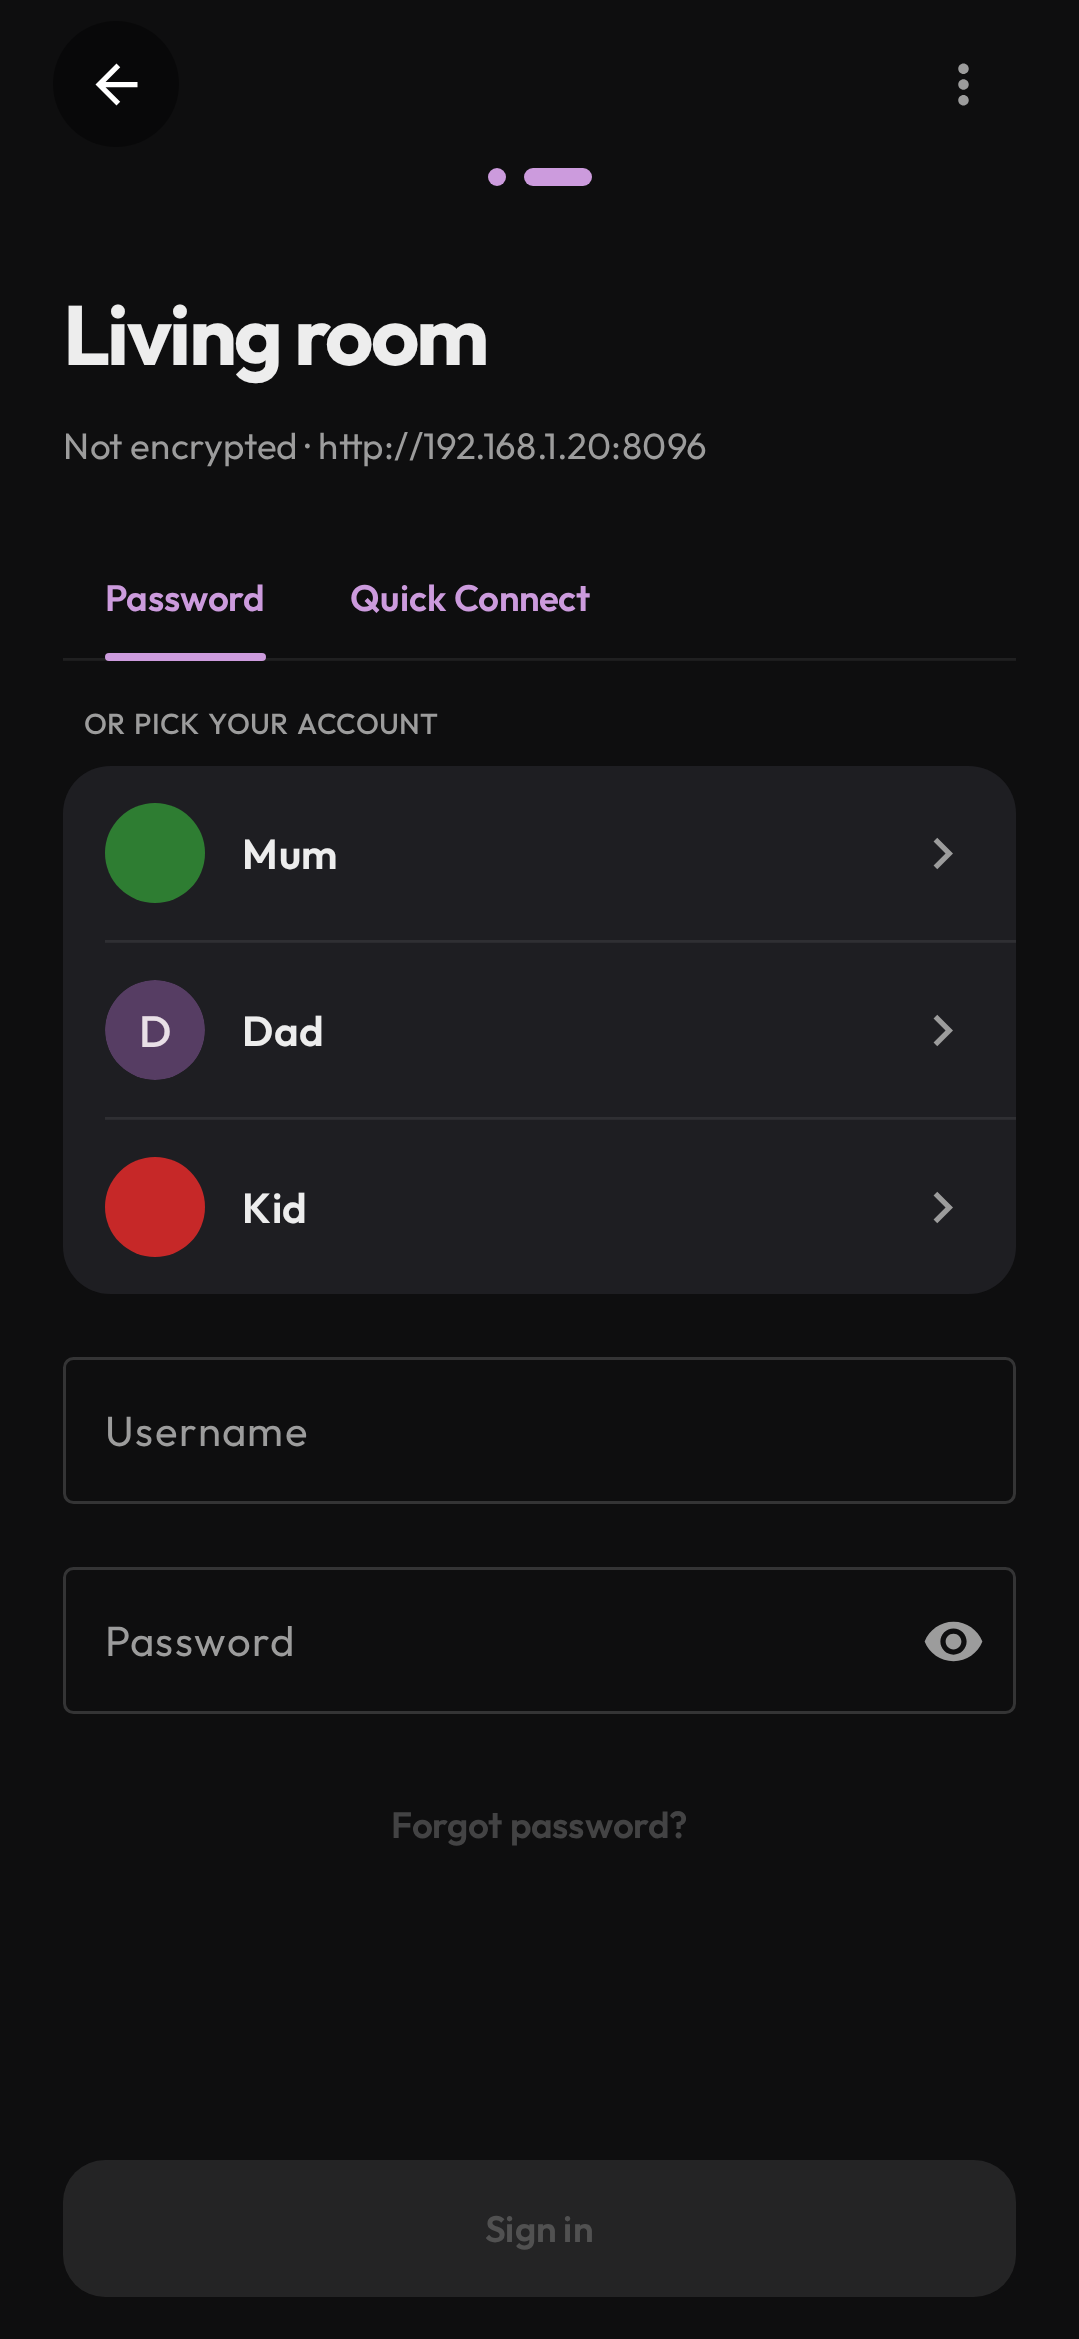 Living room
Not encrypted · http://192.168.1.20:8096
Password
Quick Connect
OR PICK YOUR ACCOUNT
Mum
D
Dad
Kid
Username
Password
Forgot password?
Sign in